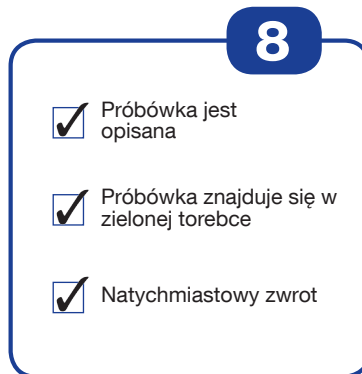 8
Próbówka jest
opisana
Próbówka znajduje się w
zielonej torebce
Natychmiastowy zwrot